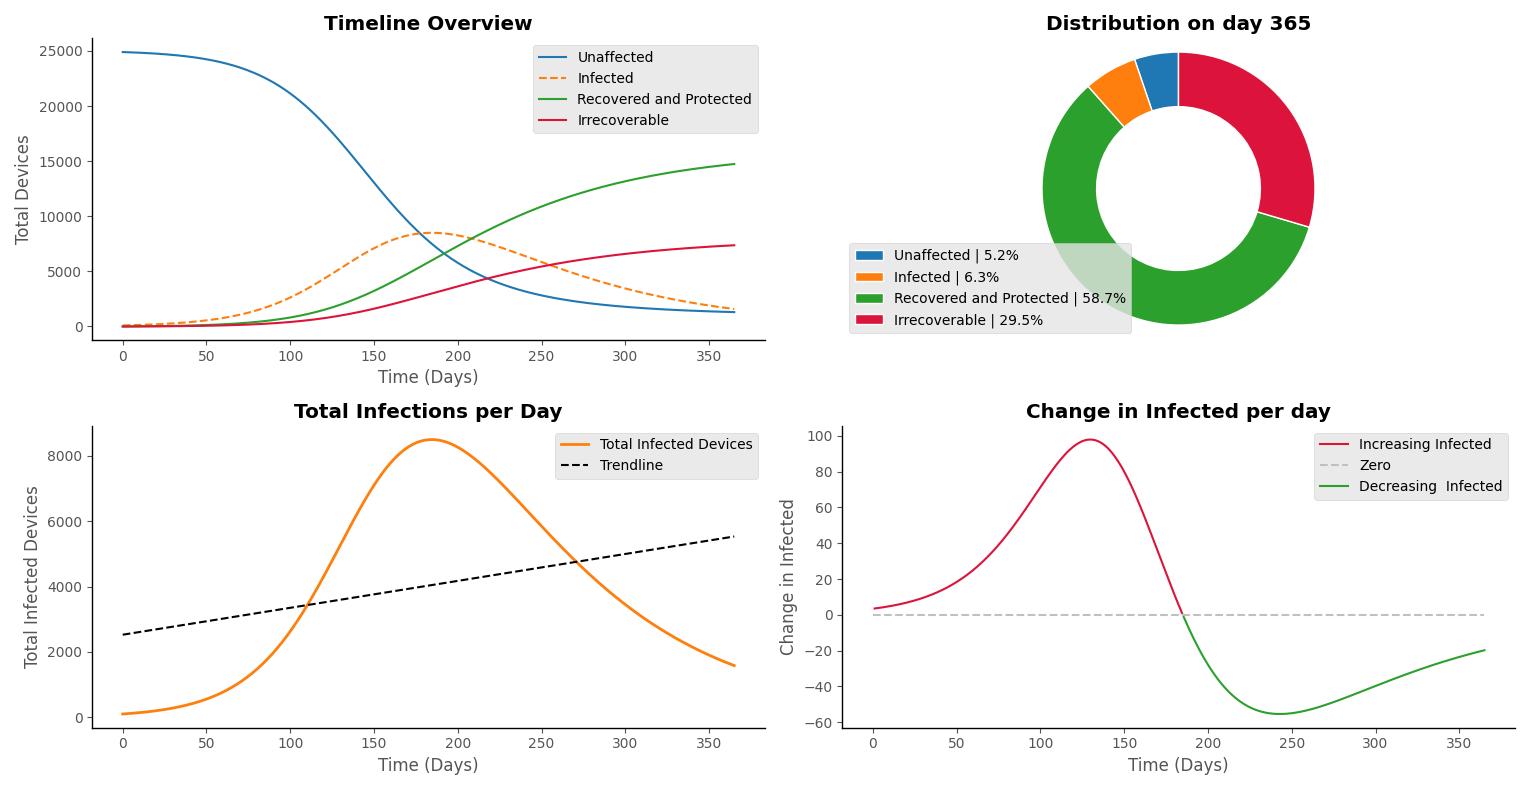 Timeline Overview
Total Devices
25000
20000
15000
10000
5000
0
Unaffected
Infected
Recovered and Protected
Irrecoverable
0 50 100 150 200 250 300 350
Time (Days)
Distribution on day 365
Unaffected | 5.2%
Infected | 6.3%
Recovered and Protected | 58.7%
Irrecoverable | 29.5%
Total Infections per Day
Total Infected Devices
8000
6000
4000
2000
0
Total Infected Devices
Trendline
0 50 100 150 200 250 300 350
Time (Days)
Change in Infected per day
Change in Infected
100
80
60
40
20
0
−20
−40
−60
Increasing Infected
Zero
Decreasing  Infected
0 50 100 150 200 250 300 350
Time (Days)